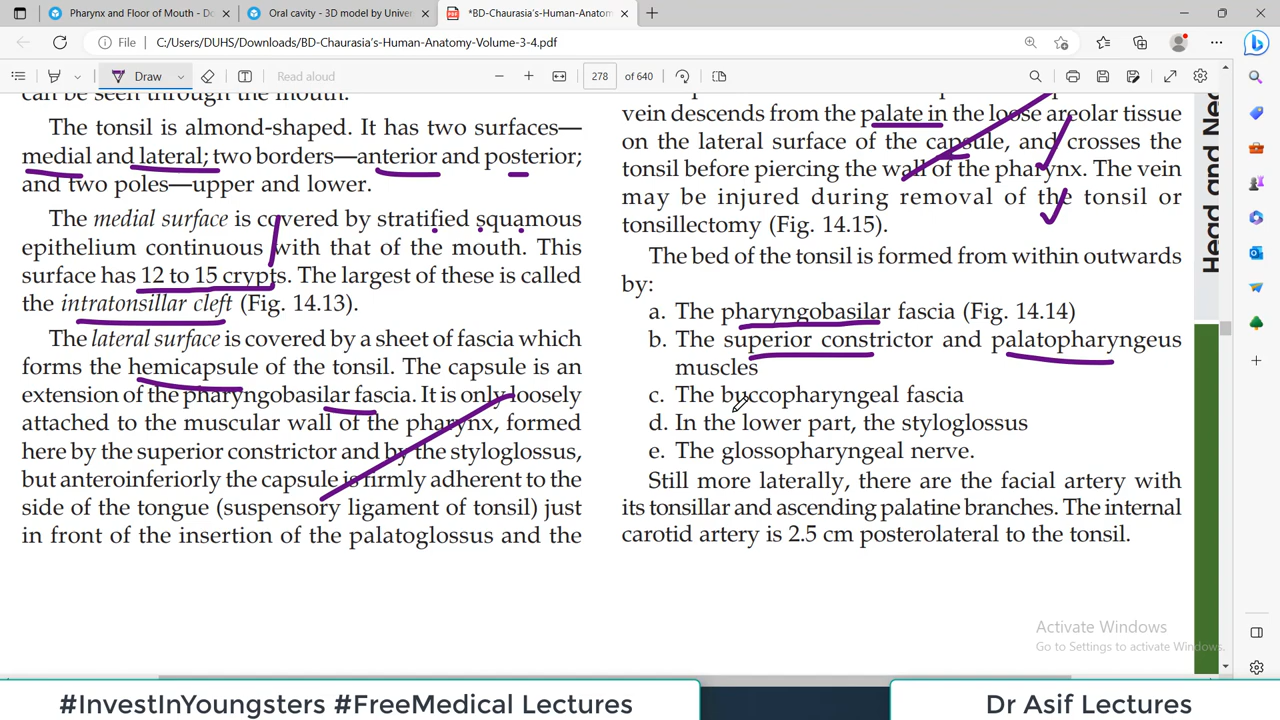 Pharynx and Floor of Mouth - Do
Oral cavity - 3D model by Univer
*BD-Chaurasia's-Human-Anatom
File
C:/Users/DUHS/Downloads/BD-Chaurasia's-Human-Anatomy-Volume-3-4.pdf
Draw
Read aloud
278
of 640
can be seen through the mouth.
The tonsil is almond-shaped. It has two surfaces—
medial and lateral; two borders—anterior and posterior;
and two poles—upper and lower.
The medial surface is covered by stratified squamous
epithelium continuous with that of the mouth. This
surface has 12 to 15 crypts. The largest of these is called
the intratonsillar cleft (Fig. 14.13).
The lateral surface is covered by a sheet of fascia which
forms the hemicapsule of the tonsil. The capsule is an
extension of the pharyngobasilar fascia. It is only loosely
attached to the muscular wall of the pharynx, formed
here by the superior constrictor and by the styloglossus,
but anteroinferiorly the capsule is firmly adherent to the
side of the tongue (suspensory ligament of tonsil) just
in front of the insertion of the palatoglossus and the
vein descends from the palate in the loose areolar tissue
on the lateral surface of the capsule, and crosses the
tonsil before piercing the wall of the pharynx. The vein
may be injured during removal of the tonsil or
tonsillectomy (Fig. 14.15).
The bed of the tonsil is formed from within outwards
by:
a. The pharyngobasilar fascia (Fig. 14.14)
b. The superior constrictor and palatopharyngeus
muscles
c. The buccopharyngeal fascia
d. In the lower part, the styloglossus
e. The glossopharyngeal nerve.
Still more laterally, there are the facial artery with
its tonsillar and ascending palatine branches. The internal
carotid artery is 2.5 cm posterolateral to the tonsil.
Head and Nec
Activate Windows
Go to Settings to activate Windows.
#InvestInYoungsters #FreeMedical Lectures
Dr Asif Lectures